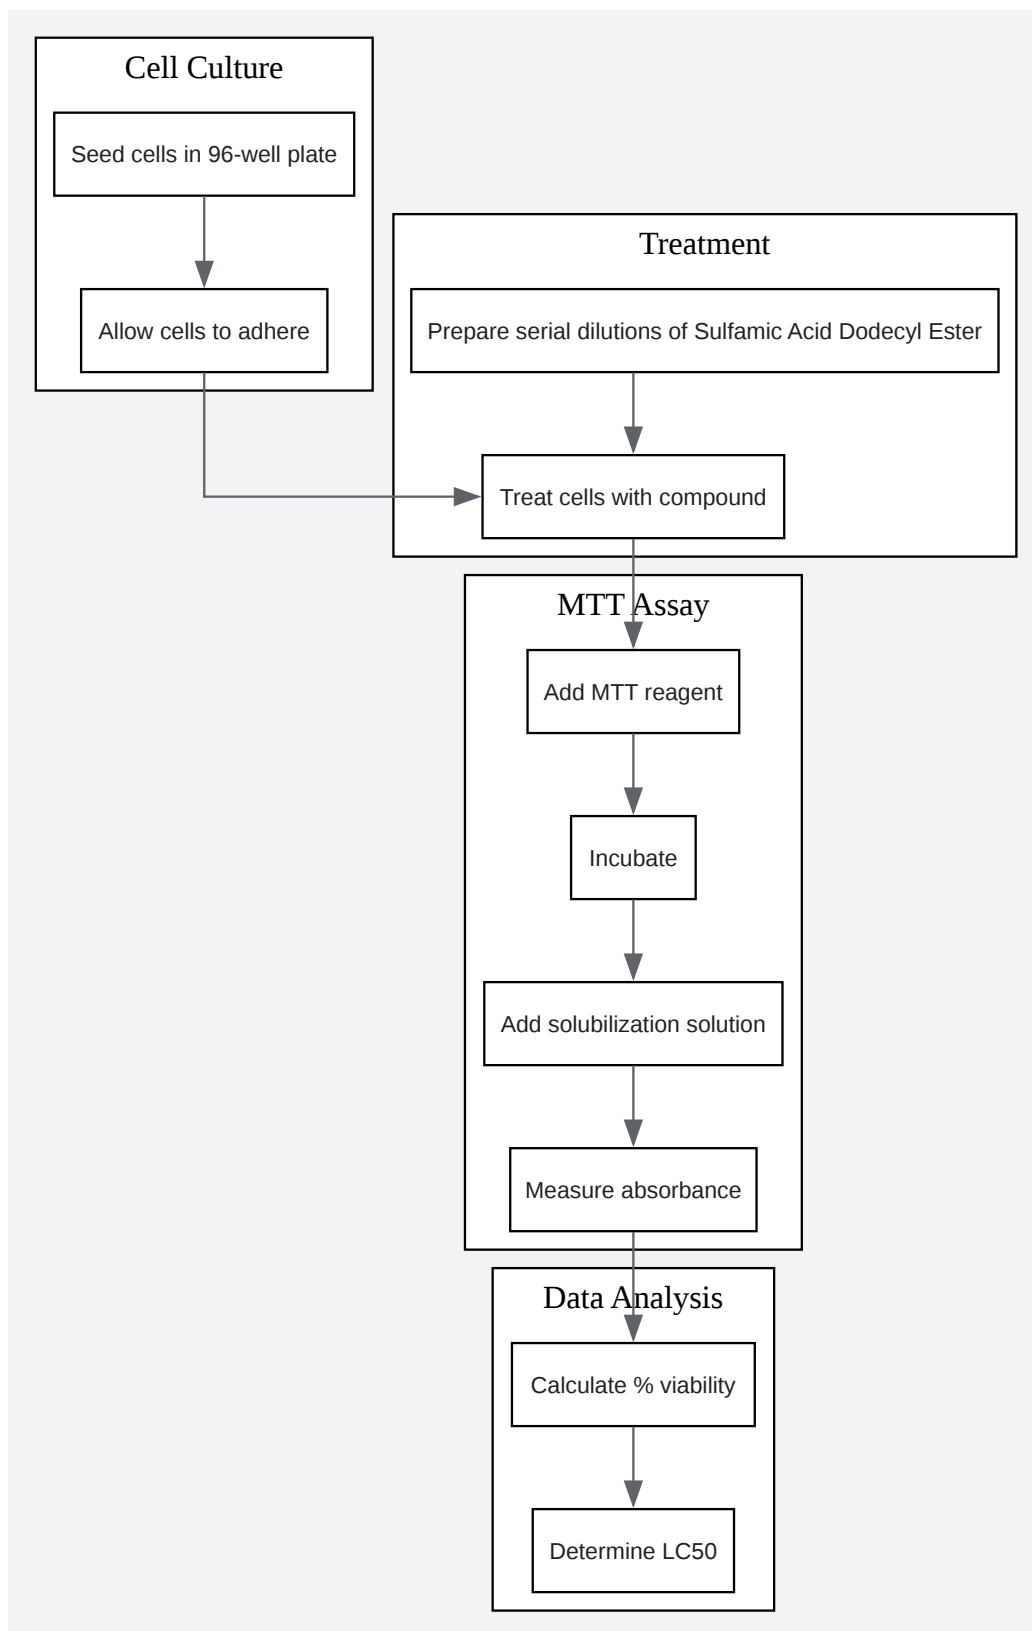 Cell Culture
Seed cells in 96-well plate
Allow cells to adhere
Treatment
Prepare serial dilutions of Sulfamic Acid Dodecyl Ester
Treat cells with compound
MTT Assay
Add MTT reagent
Incubate
Add solubilization solution
Measure absorbance
Data Analysis
Calculate % viability
Determine LC50